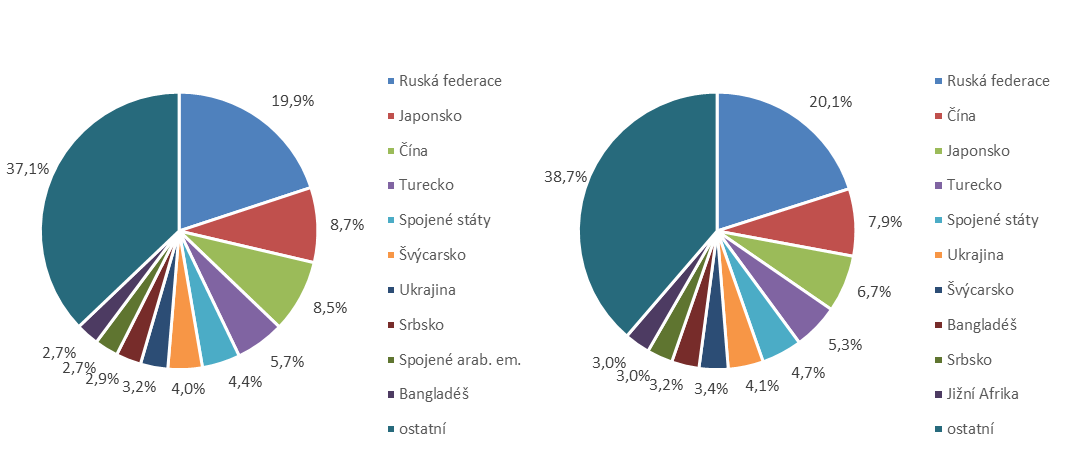 19,9%
8,7%
8,5%
5,7%
4,4%
4,0%
3,2%
2,9%
2,7%
2,7%
37,1%
Ruská federace
Japonsko
Čína
Turecko
Spojené státy
Švýcarsko
Ukrajina
Srbsko
Spojené arab. em.
Bangladéš
ostatní
20,1%
7,9%
6,7%
5,3%
4,7%
4,1%
3,4%
3,2%
3,0%
3,0%
38,7%
Ruská federace
Čína
Japonsko
Turecko
Spojené státy
Ukrajina
Švýcarsko
Bangladéš
Srbsko
Jižní Afrika
ostatní